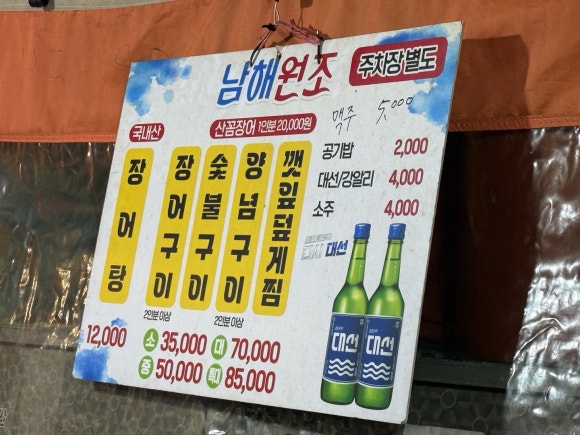 남해원조
주차장 별도
국내산
산꼼장어 1인분 20,000원
맥주 5,000
장어탕
장어구이
숯불구이
양념구이
깻잎덮게찜
공기밥 2,000
대선/강알리 4,000
소주 4,000
대선
2인분 이상
2인분 이상
12,000
소 35,000
대 70,000
중 50,000
특대 85,000
대선
대선